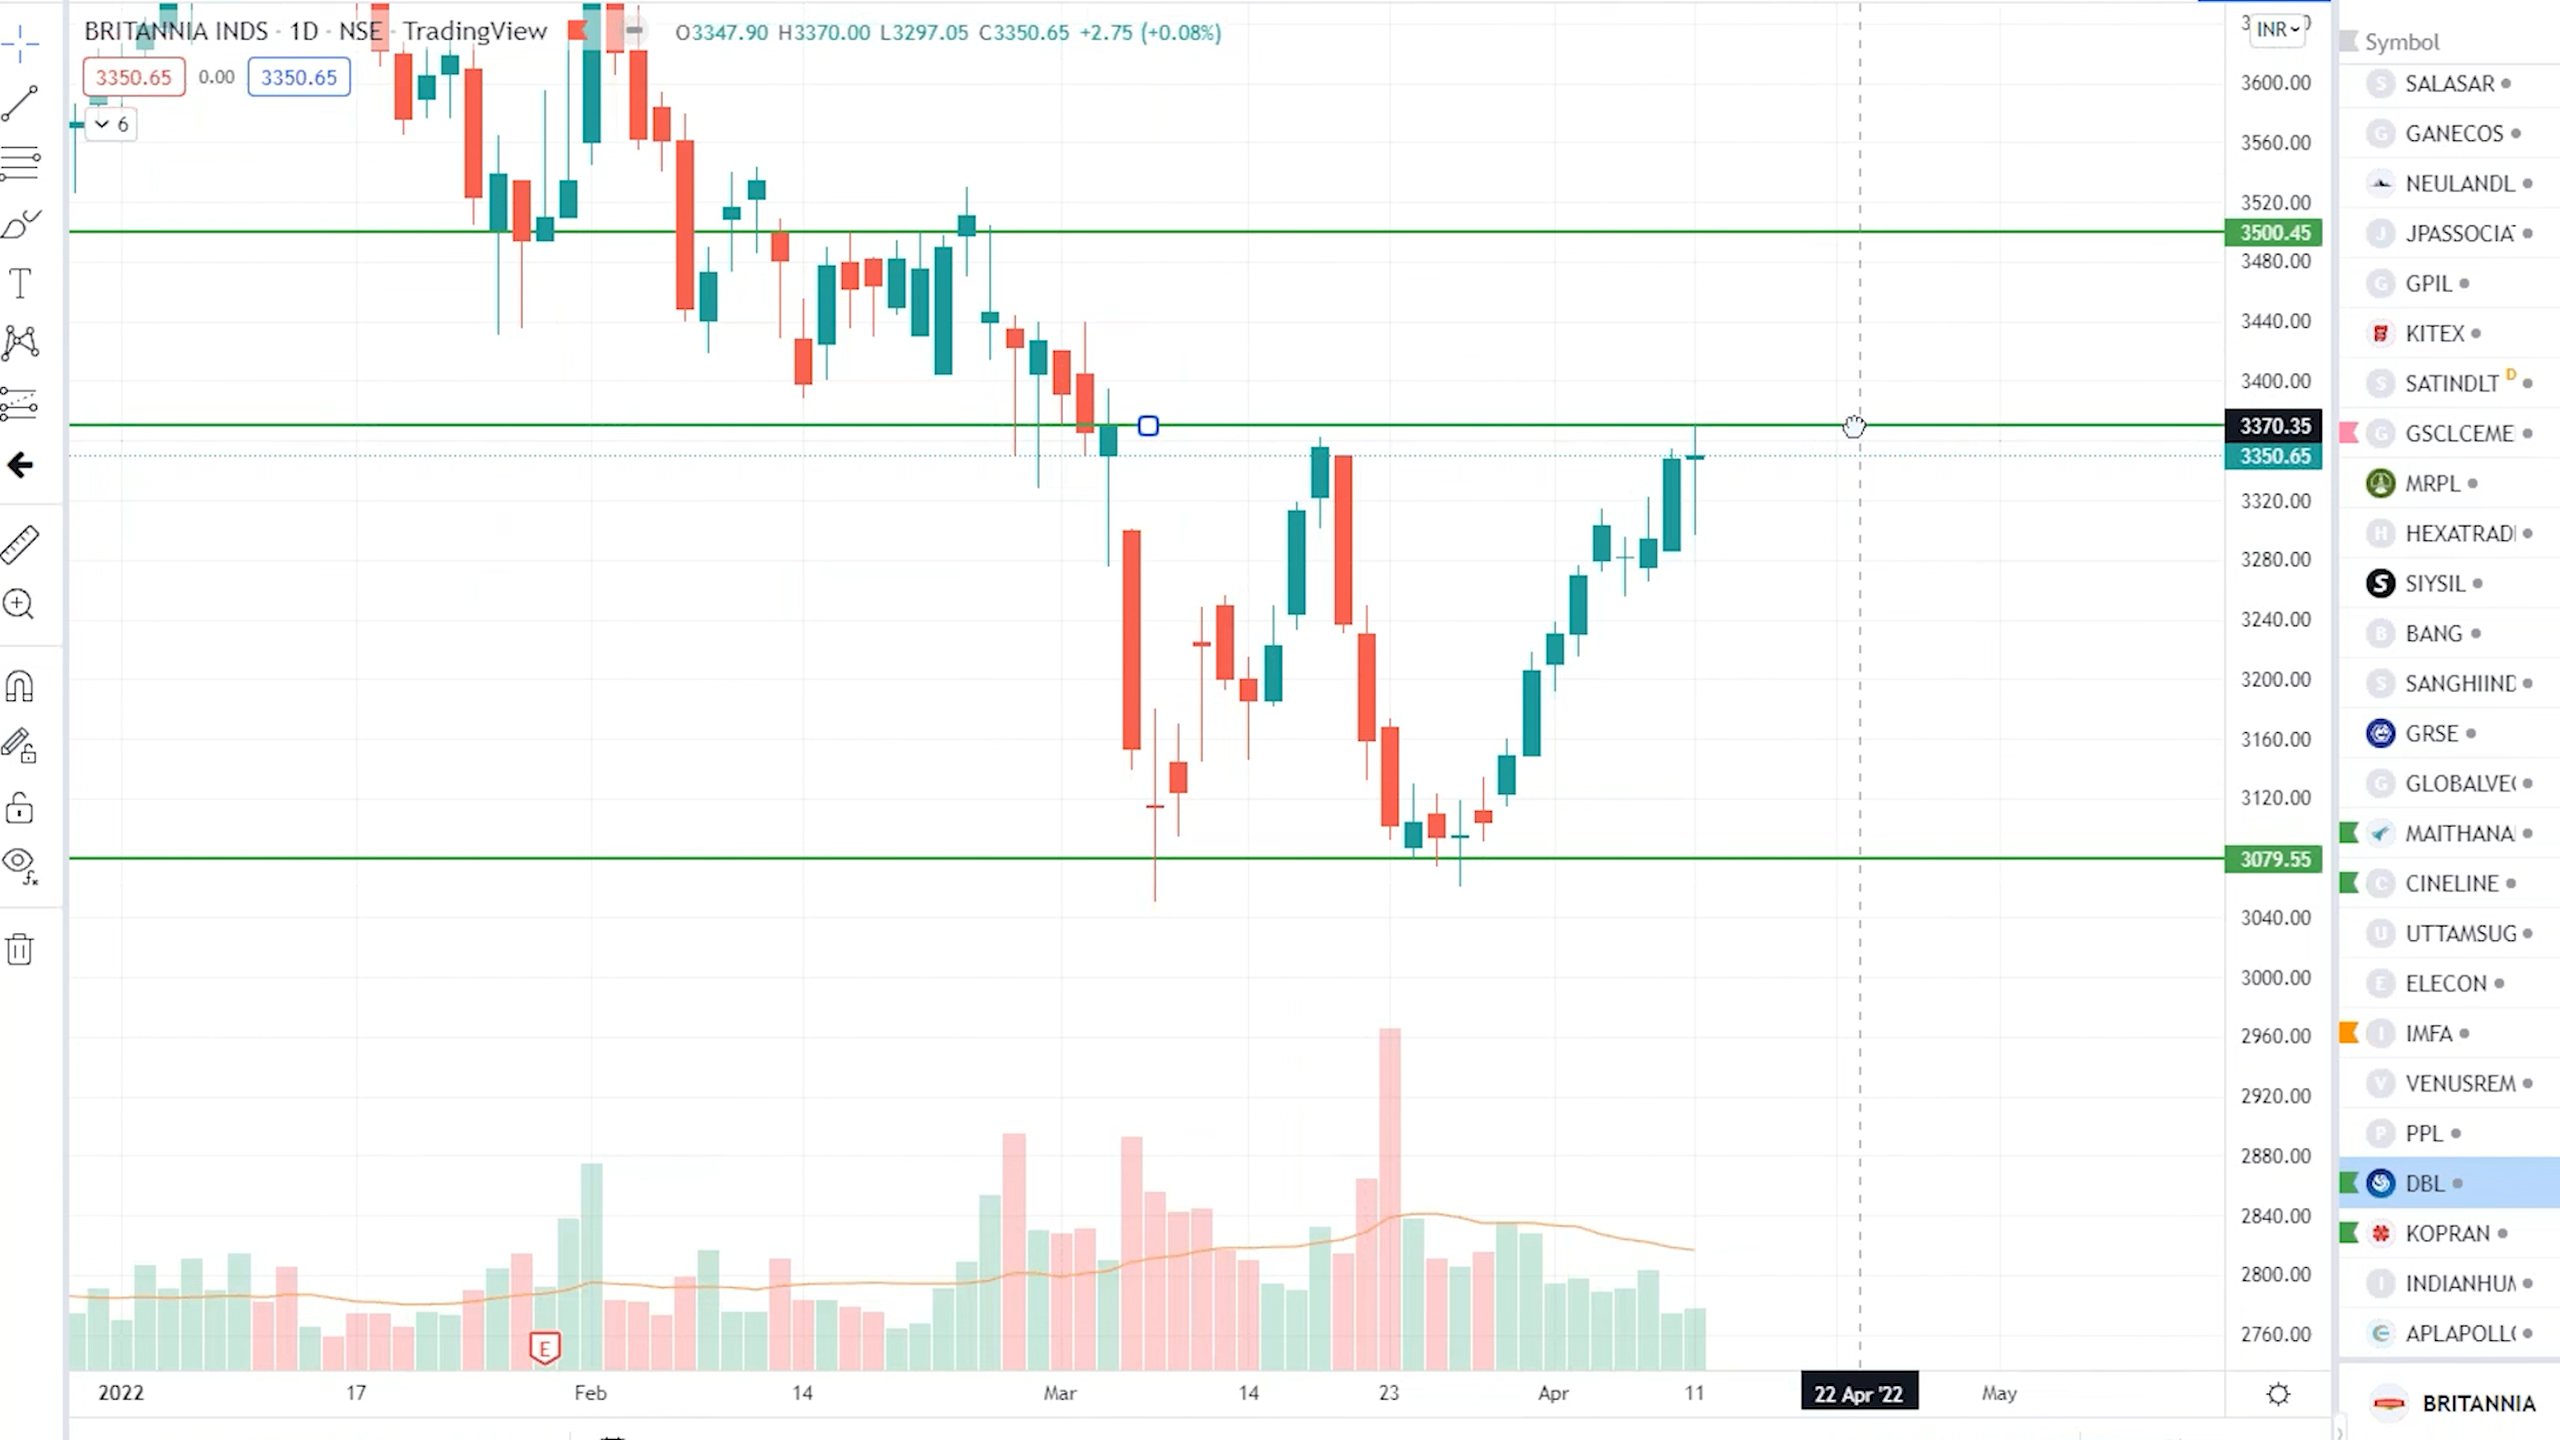 BRITANNIA INDS · 1D · NSE · TradingView
O3347.90 H3370.00 L3297.05 C3350.65 +2.75 (+0.08%)
3350.65 0.00 3350.65
6
INR
3600.00
3560.00
3520.00
3500.45
3480.00
3440.00
3400.00
3370.35
3350.65
3320.00
3280.00
3240.00
3200.00
3160.00
3120.00
3079.55
3040.00
3000.00
2960.00
2920.00
2880.00
2840.00
2800.00
2760.00
E
2022 17 Feb 14 Mar 14 23 Apr 11 22 Apr '22 May
Symbol
S SALASAR
G GANECOS
NEULANDL
J JPASSOCIAT
G GPIL
KITEX
S SATINDLT D
G GSCLCEME
MRPL
H HEXATRAD
S SIYSIL
B BANG
S SANGHIIND
GRSE
G GLOBALVE
MAITHANA
C CINELINE
U UTTAMSUG
E ELECON
I IMFA
V VENUSREM
P PPL
DBL
KOPRAN
I INDIANHU
APLAPOLL
BRITANNIA